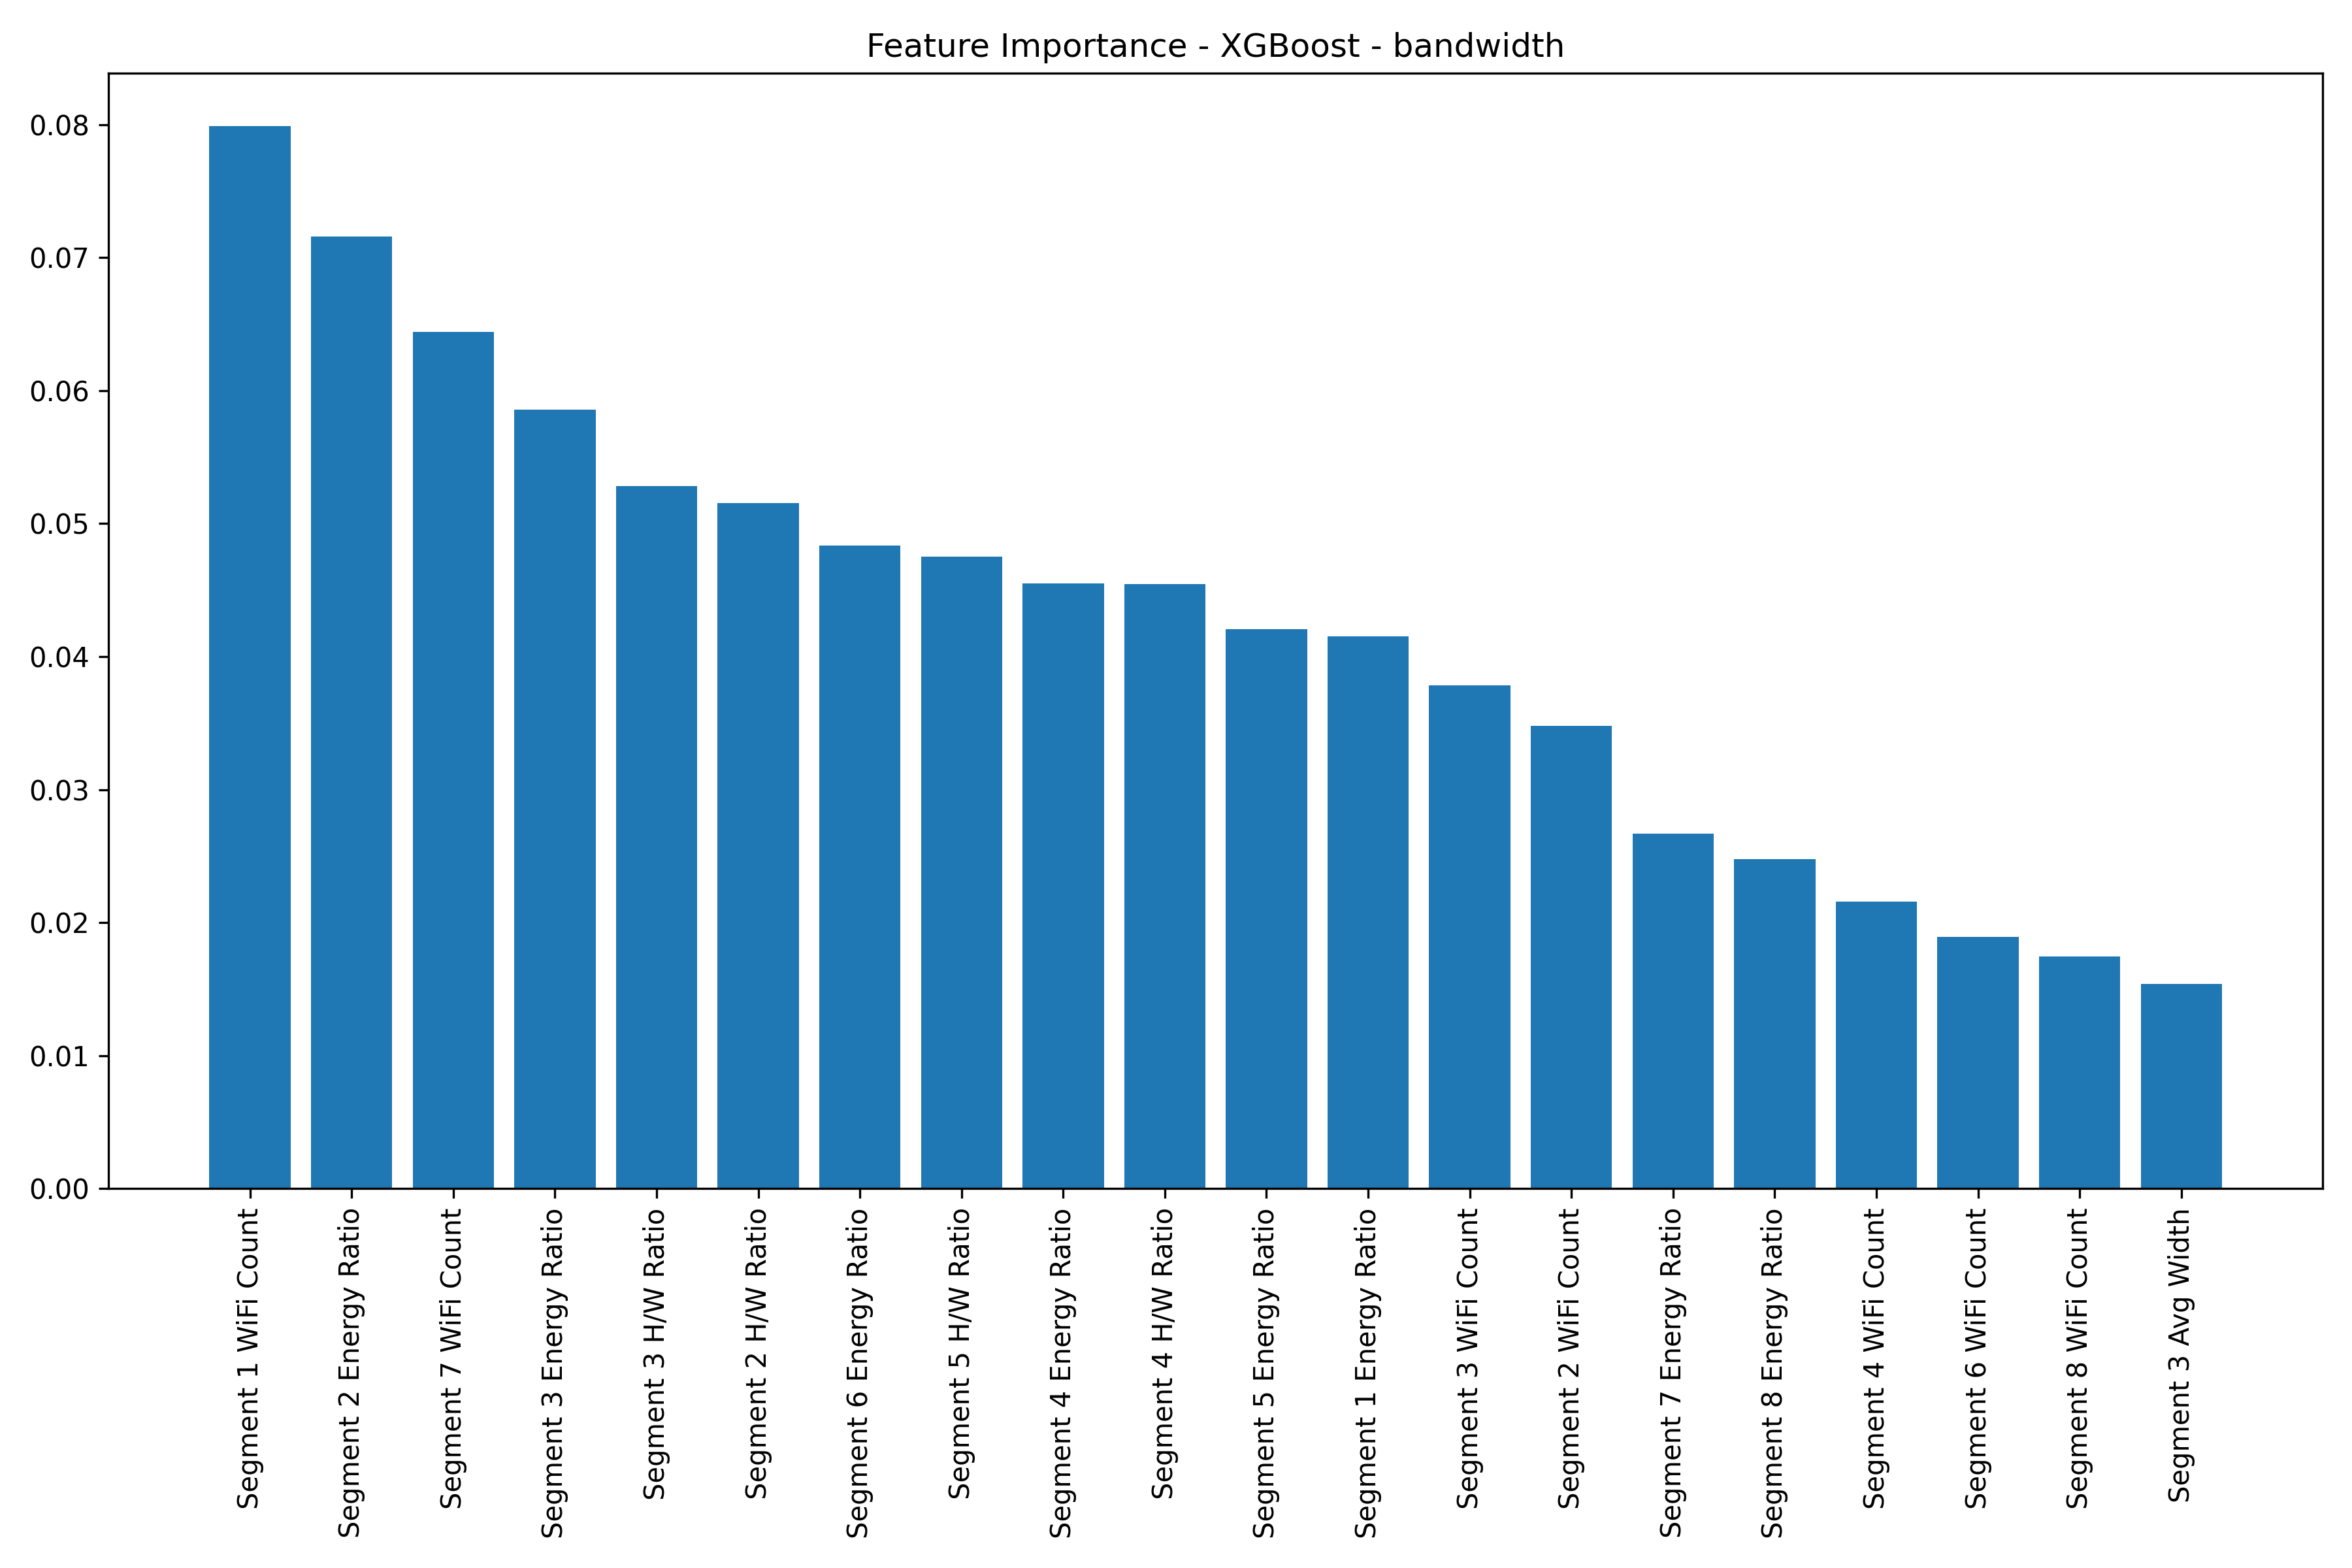 Feature Importance - XGBoost - bandwidth
0.08
0.07
0.06
0.05
0.04
0.03
0.02
0.01
0.00
Segment 1 WiFi Count
Segment 2 Energy Ratio
Segment 7 WiFi Count
Segment 3 Energy Ratio
Segment 3 H/W Ratio
Segment 2 H/W Ratio
Segment 6 Energy Ratio
Segment 5 H/W Ratio
Segment 4 Energy Ratio
Segment 4 H/W Ratio
Segment 5 Energy Ratio
Segment 1 Energy Ratio
Segment 3 WiFi Count
Segment 2 WiFi Count
Segment 7 Energy Ratio
Segment 8 Energy Ratio
Segment 4 WiFi Count
Segment 6 WiFi Count
Segment 8 WiFi Count
Segment 3 Avg Width